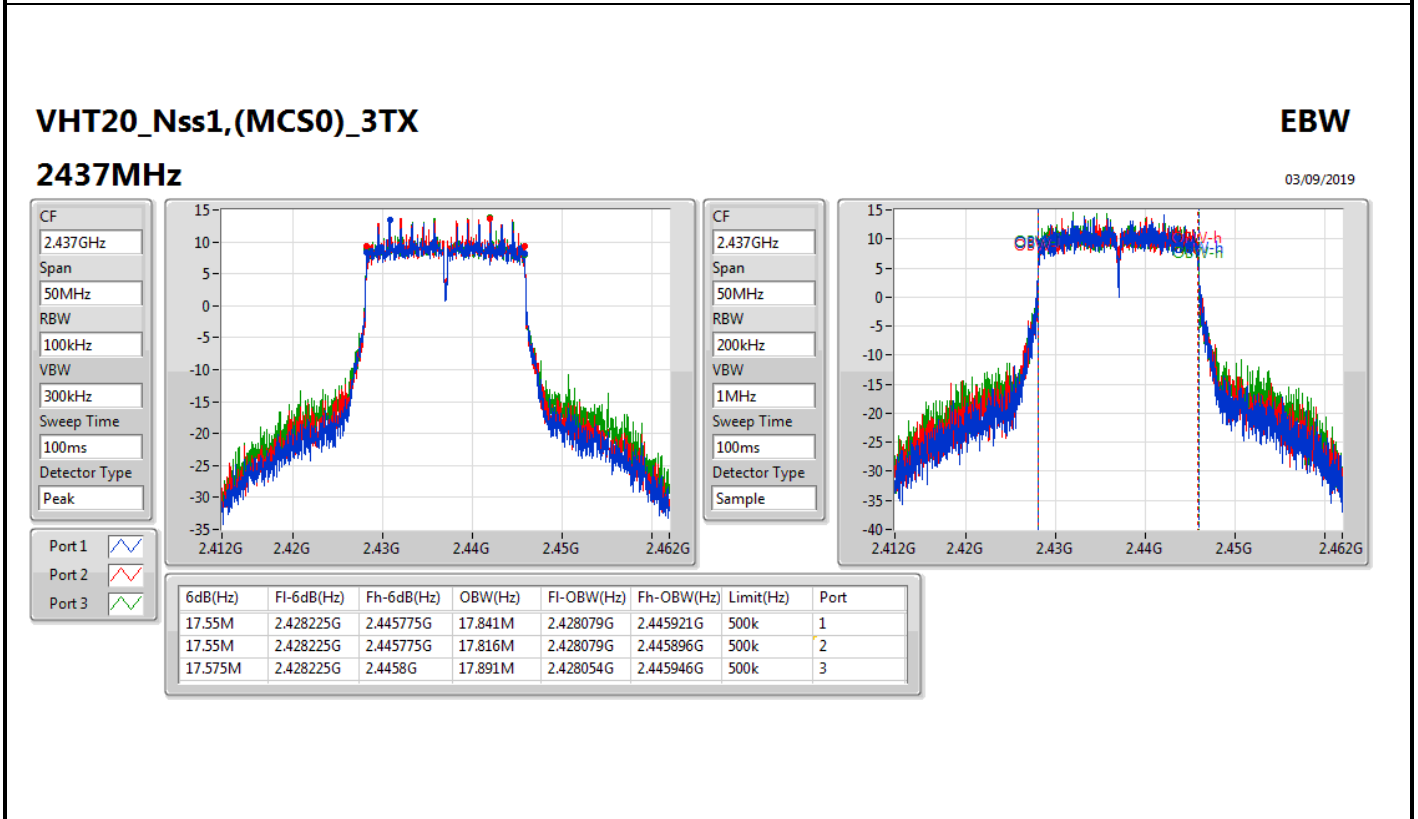 VHT20_Nss1,(MCS0)_3TX
EBW
2437MHz
03/09/2019
CF
2.437GHz
Span
50MHz
RBW
100kHz
VBW
300kHz
Sweep Time
100ms
Detector Type
Peak
15
10
5
0
-5
-10
-15
-20
-25
-30
-35
2.412G 2.42G 2.43G 2.44G 2.45G 2.462G
CF
2.437GHz
Span
50MHz
RBW
200kHz
VBW
1MHz
Sweep Time
100ms
Detector Type
Sample
15
10
5
0
-5
-10
-15
-20
-25
-30
-35
-40
OBW-h
2.412G 2.42G 2.43G 2.44G 2.45G 2.462G
Port 1
Port 2
Port 3
6dB(Hz) Fl-6dB(Hz) Fh-6dB(Hz) OBW(Hz) Fl-OBW(Hz) Fh-OBW(Hz) Limit(Hz) Port
17.55M 2.428225G 2.445775G 17.841M 2.428079G 2.445921G 500k 1
17.55M 2.428225G 2.445775G 17.816M 2.428079G 2.445896G 500k 2
17.575M 2.428225G 2.4458G 17.891M 2.428054G 2.445946G 500k 3